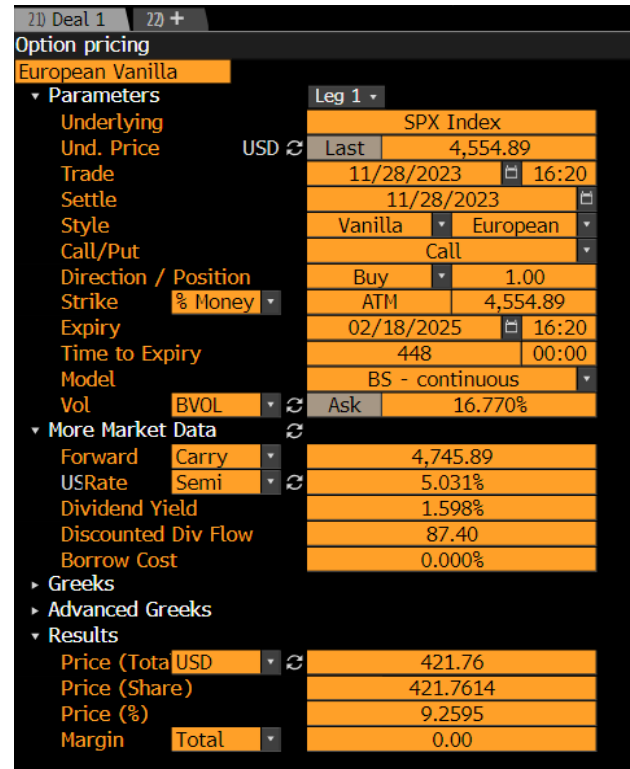 21) Deal 1 22) +
Option pricing
European Vanilla
Parameters Leg 1
Underlying SPX Index
Und. Price USD Last 4,554.89
Trade 11/28/2023 16:20
Settle 11/28/2023
Style Vanilla European
Call/Put Call
Direction / Position Buy 1.00
Strike % Money ATM 4,554.89
Expiry 02/18/2025 16:20
Time to Expiry 448 00:00
Model BS - continuous
Vol BVOL Ask 16.770%
More Market Data
Forward Carry 4,745.89
USRate Semi 5.031%
Dividend Yield 1.598%
Discounted Div Flow 87.40
Borrow Cost 0.000%
Greeks
Advanced Greeks
Results
Price (Tota USD 421.76
Price (Share) 421.7614
Price (%) 9.2595
Margin Total 0.00